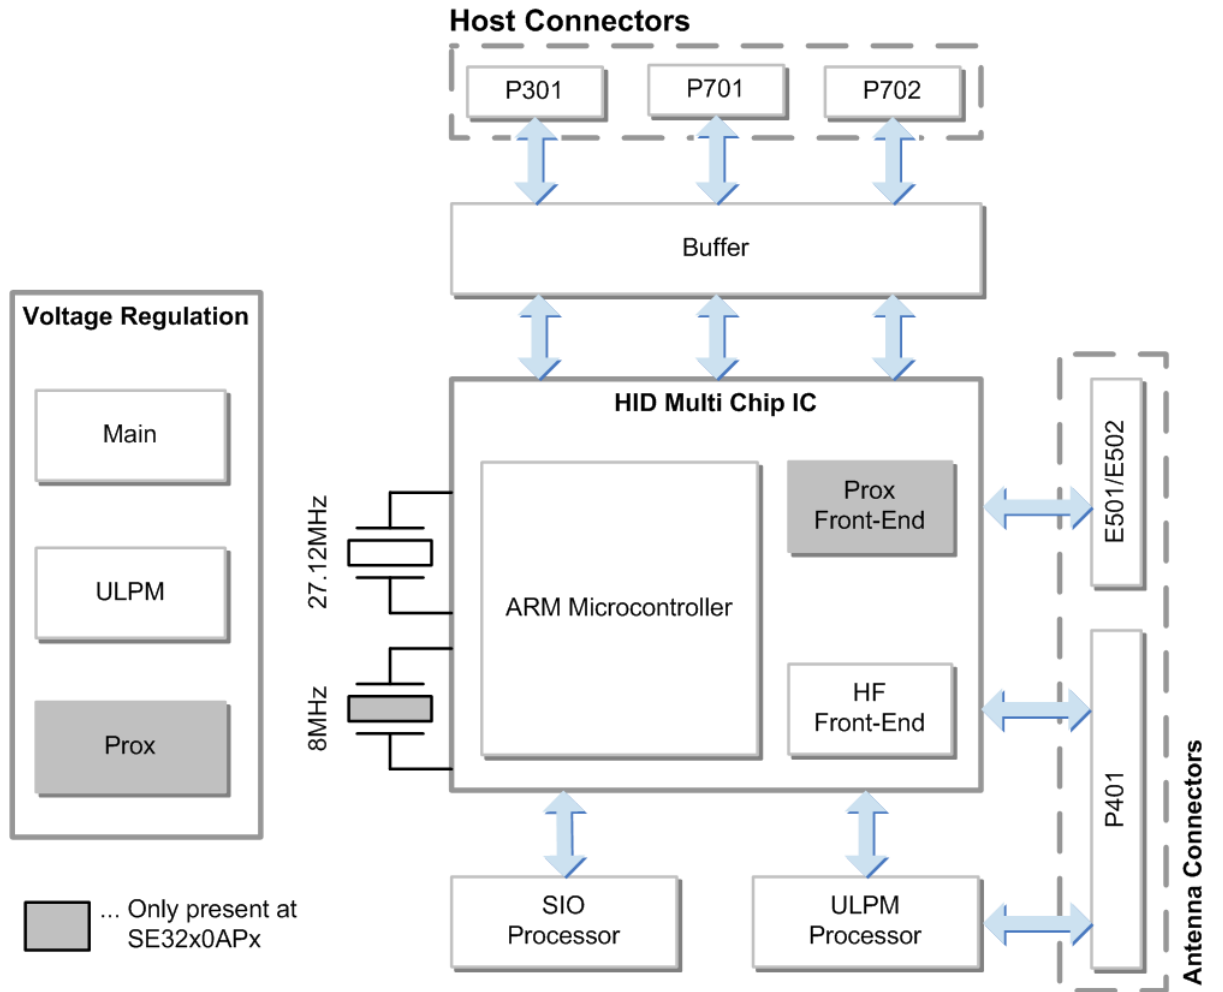 Host Connectors
P301
P701
P702
Buffer
Voltage Regulation
Main
ULPM
Prox
27.12MHz
8MHz
HID Multi Chip IC
ARM Microcontroller
Prox
Front-End
HF
Front-End
E501/E502
P401
Antenna Connectors
SIO
Processor
ULPM
Processor
... Only present at
SE32x0APx